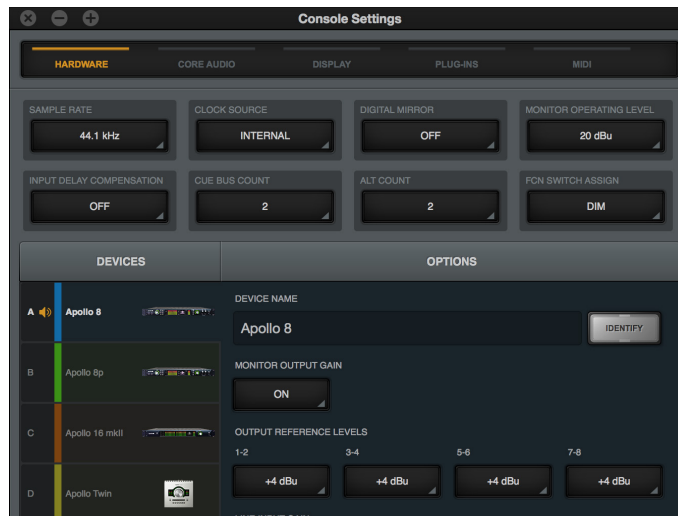 Console Settings
HARDWARE CORE AUDIO DISPLAY PLUG-INS MIDI
SAMPLE RATE CLOCK SOURCE DIGITAL MIRROR MONITOR OPERATING LEVEL
44.1 kHz INTERNAL OFF 20 dBu
INPUT DELAY COMPENSATION CUE BUS COUNT ALT COUNT FCN SWITCH ASSIGN
OFF 2 2 DIM
DEVICES OPTIONS
DEVICE NAME
A Apollo 8
Apollo 8 IDENTIFY
B Apollo 8p
MONITOR OUTPUT GAIN
ON
C Apollo 16 mkII
OUTPUT REFERENCE LEVELS
1-2 3-4 5-6 7-8
+4 dBu +4 dBu +4 dBu +4 dBu
D Apollo Twin